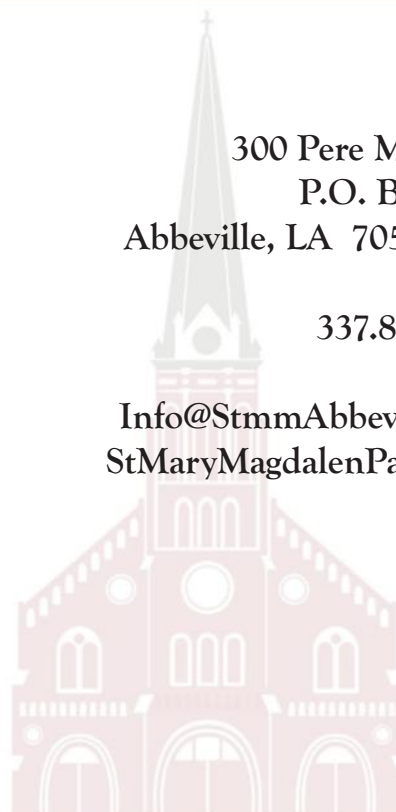 300 Pere M
P.O. B
Abbeville, LA 705
337.8
Info@StmmAbbev
StMaryMagdalenPa